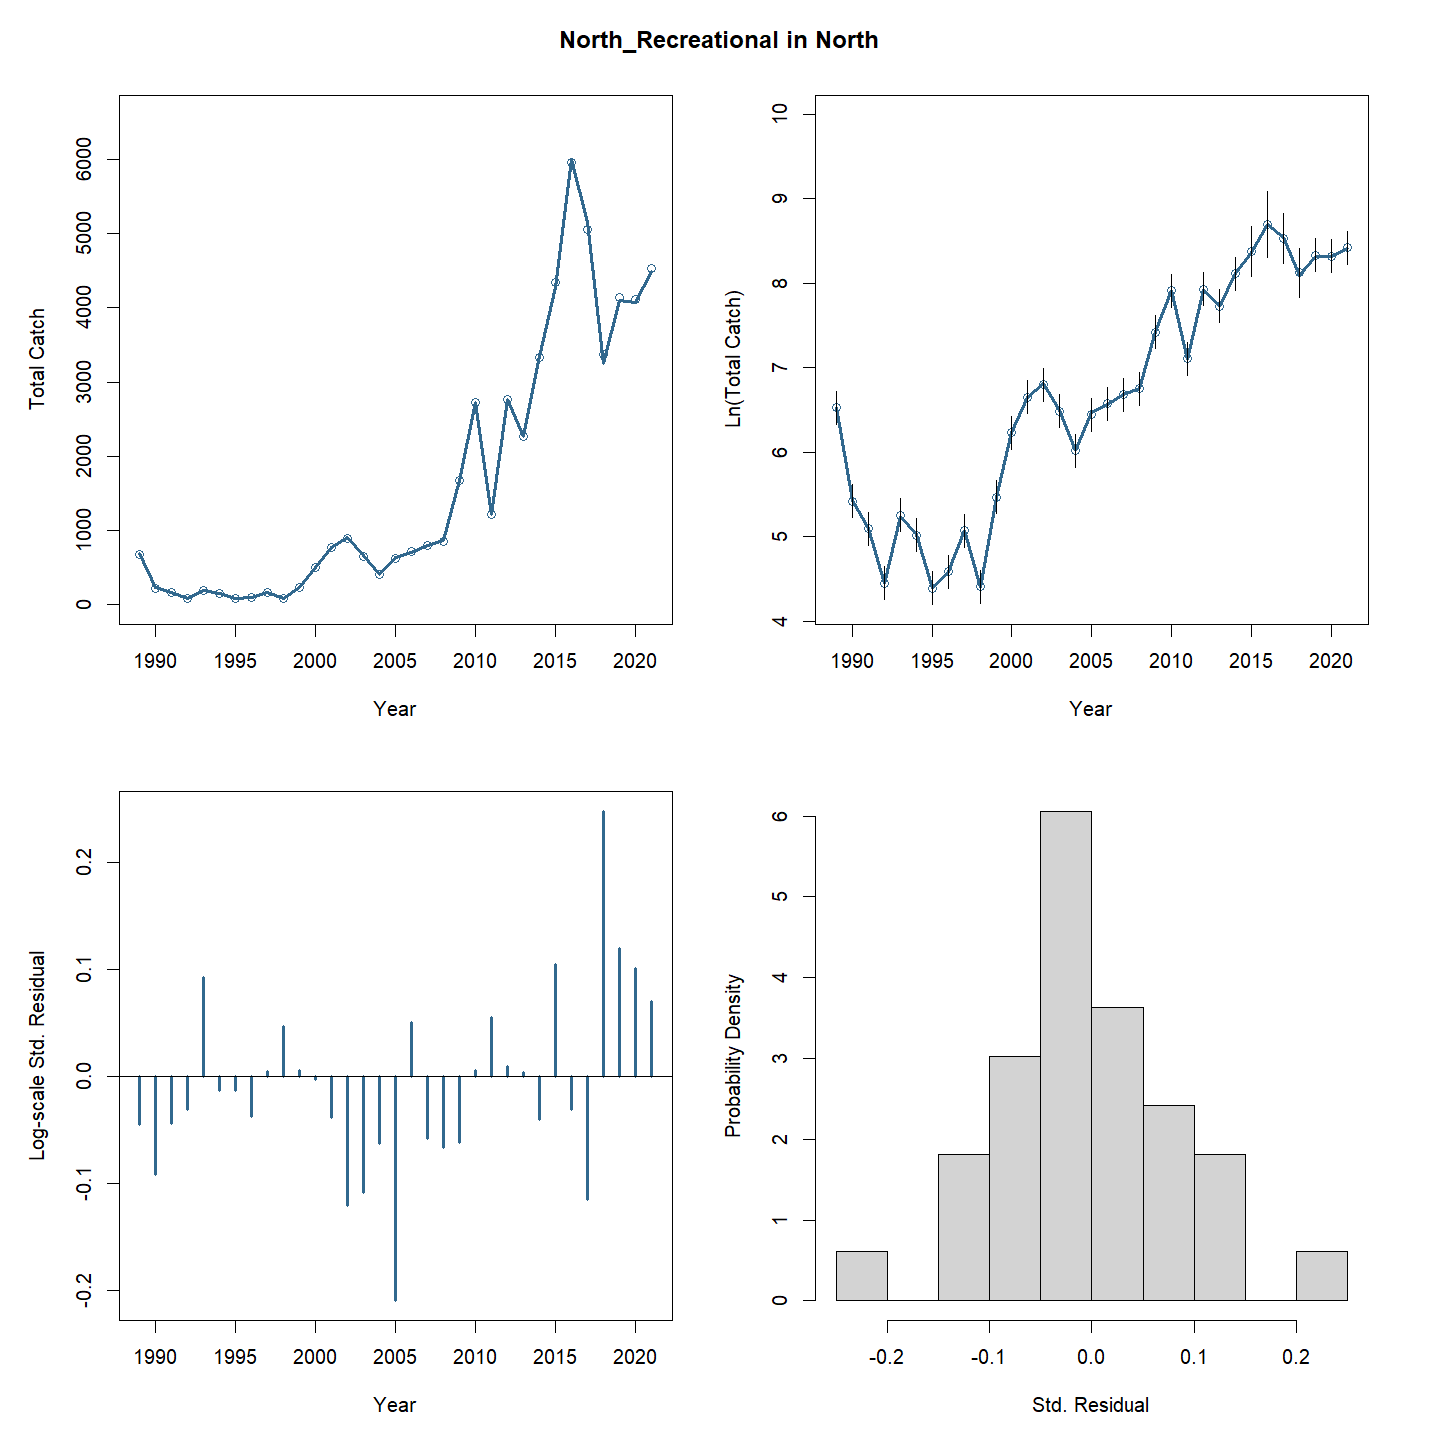 North_Recreational in North
Total Catch
6000
5000
4000
3000
2000
1000
0
1990 1995 2000 2005 2010 2015 2020
Year
Ln(Total Catch)
10
9
8
7
6
5
4
1990 1995 2000 2005 2010 2015 2020
Year
Log-scale Std. Residual
0.2
0.1
0.0
-0.1
-0.2
1990 1995 2000 2005 2010 2015 2020
Year
Probability Density
6
5
4
3
2
1
0
-0.2 -0.1 0.0 0.1 0.2
Std. Residual